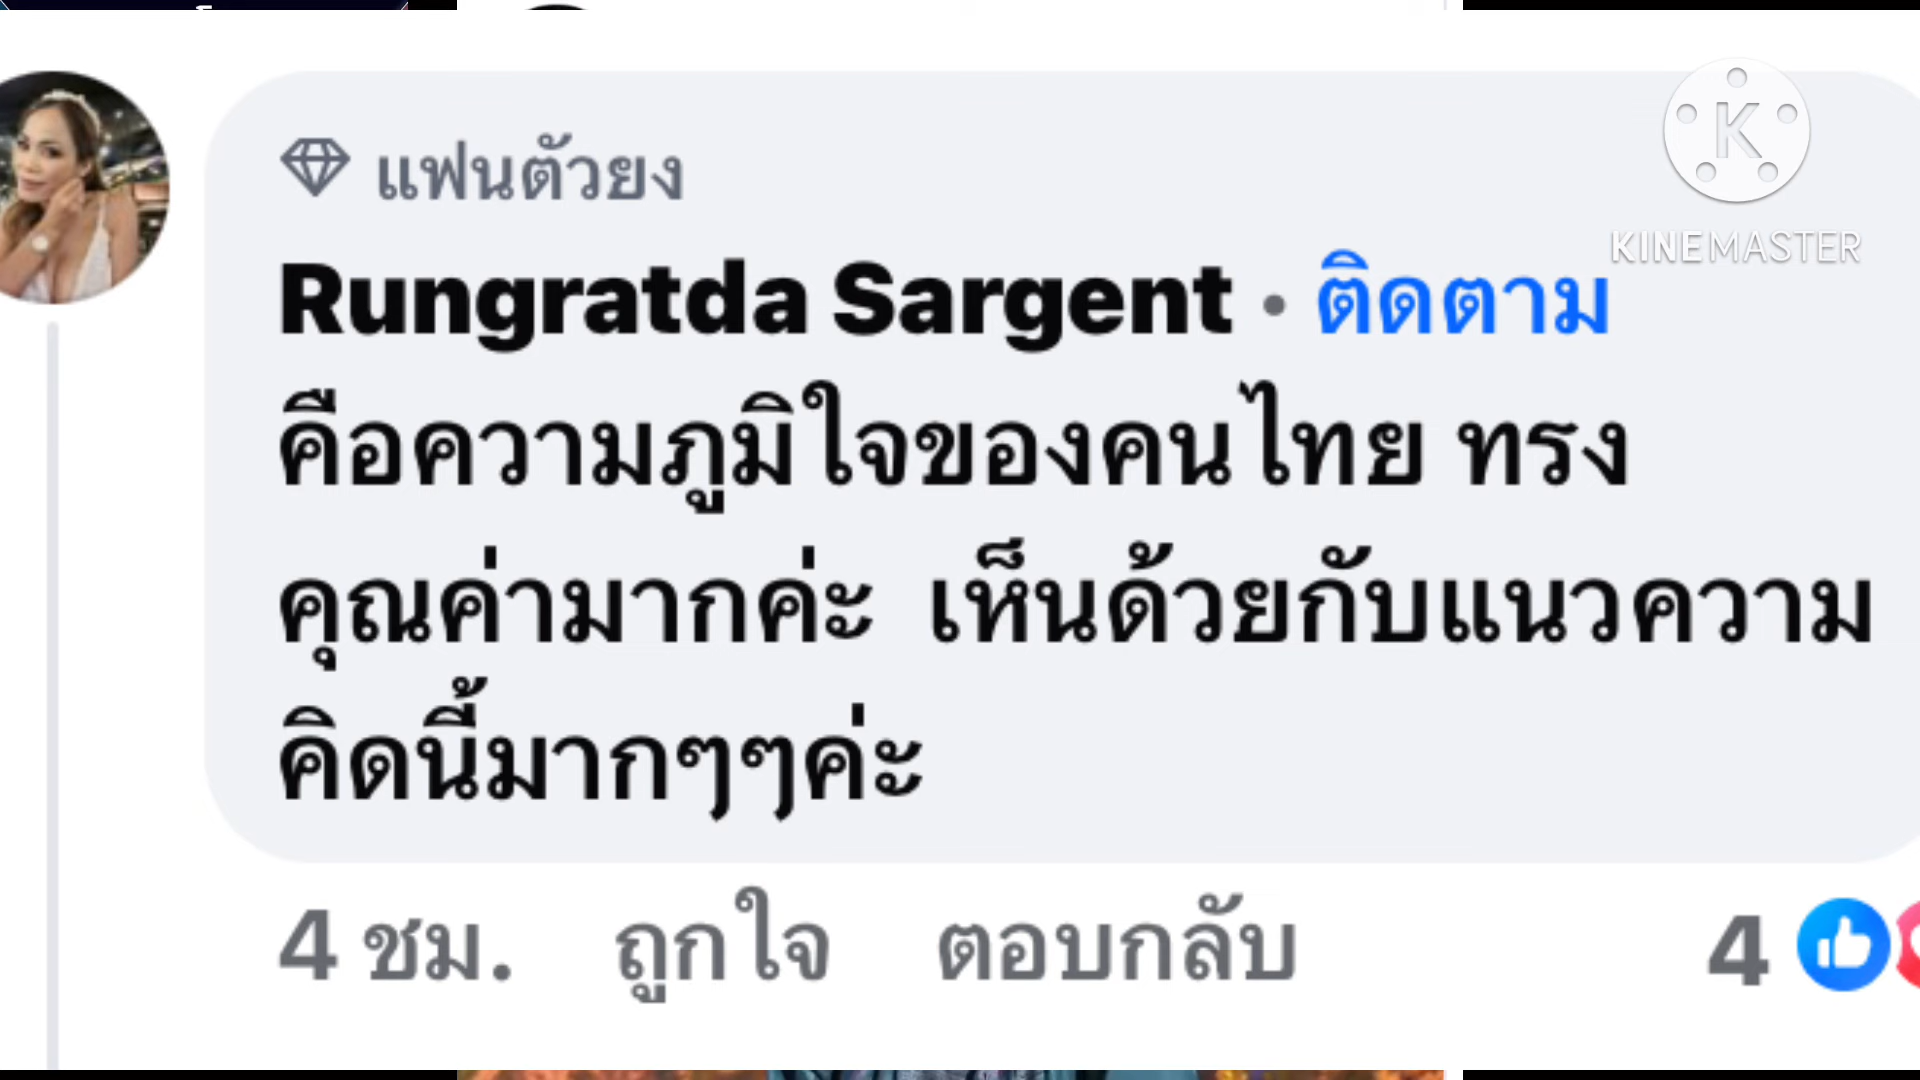 แฟนตัวยง
Rungratda Sargent · ติดตาม
คือความภูมิใจของคนไทย ทรง
คุณค่ามากค่ะ เห็นด้วยกับแนวความ
คิดนี้มากๆๆค่ะ
4 ชม. ถูกใจ ตอบกลับ 4
K
KINEMASTER